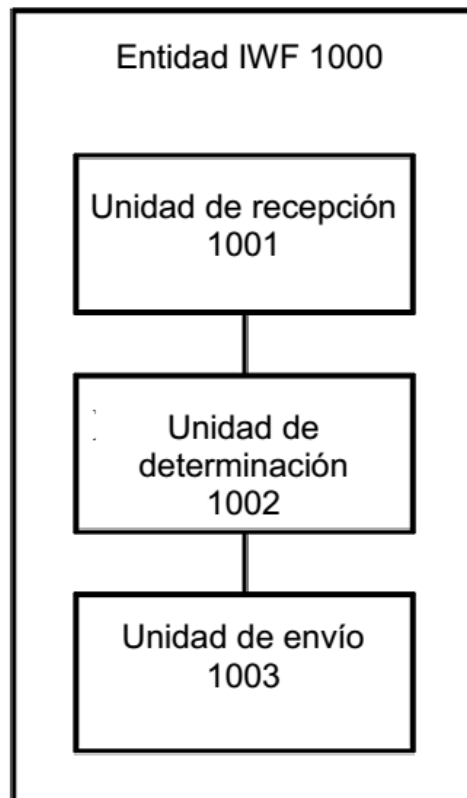 Entidad IWF 1000
Unidad de recepción
1001
Unidad de
determinación
1002
Unidad de envío
1003